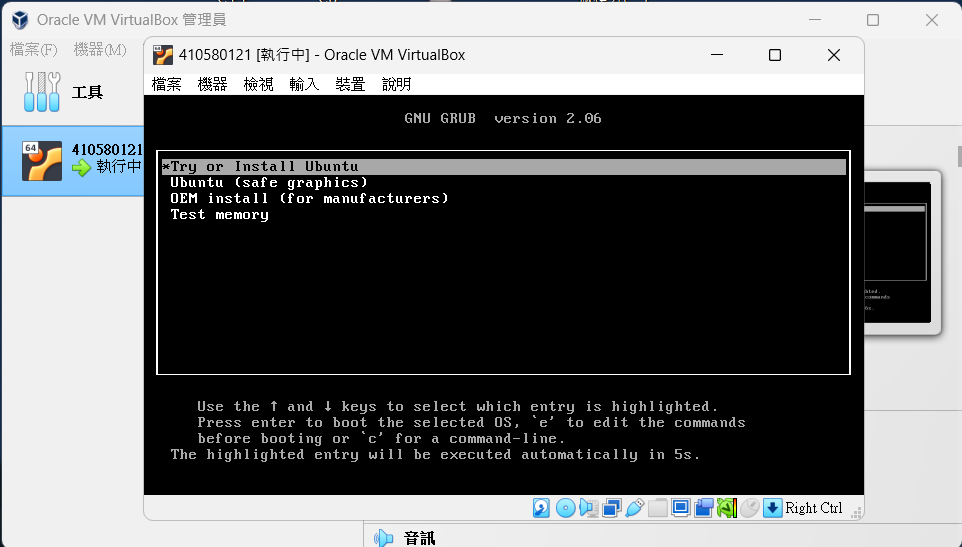 Oracle VM VirtualBox 管理員
檔案(F) 機器(M)
工具
64
410580121
執行中
410580121 [執行中] - Oracle VM VirtualBox
檔案 機器 檢視 輸入 裝置 說明
GNU GRUB version 2.06
*Try or Install Ubuntu
Ubuntu (safe graphics)
OEM install (for manufacturers)
Test memory
Use the ↑ and ↓ keys to select which entry is highlighted.
Press enter to boot the selected OS, `e' to edit the commands
before booting or `c' for a command-line.
The highlighted entry will be executed automatically in 5s.
Right Ctrl
音訊